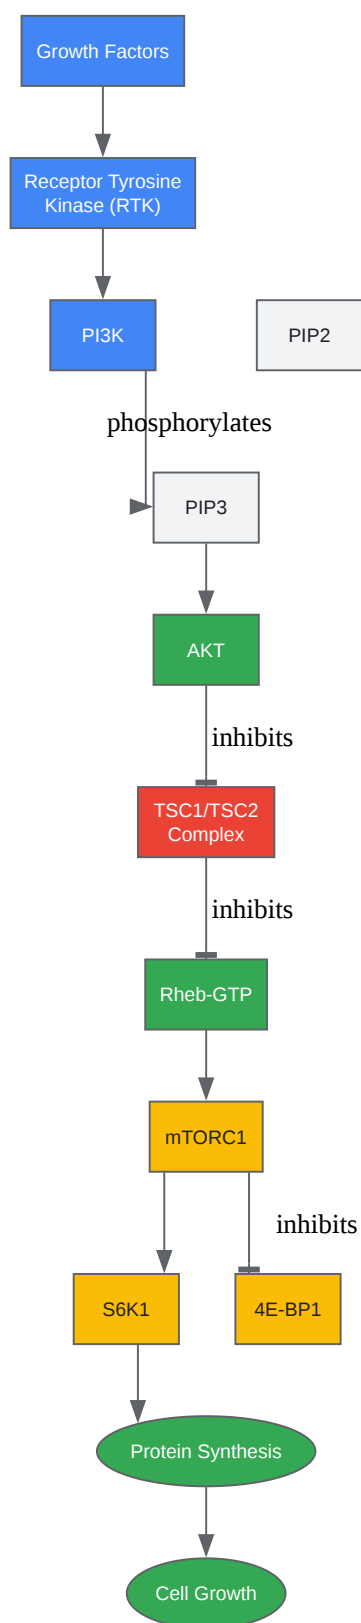 Growth Factors
Receptor Tyrosine
Kinase (RTK)
PI3K
PIP2
phosphorylates
PIP3
AKT
inhibits
TSC1/TSC2
Complex
inhibits
Rheb-GTP
mTORC1
inhibits
S6K1
4E-BP1
Protein Synthesis
Cell Growth